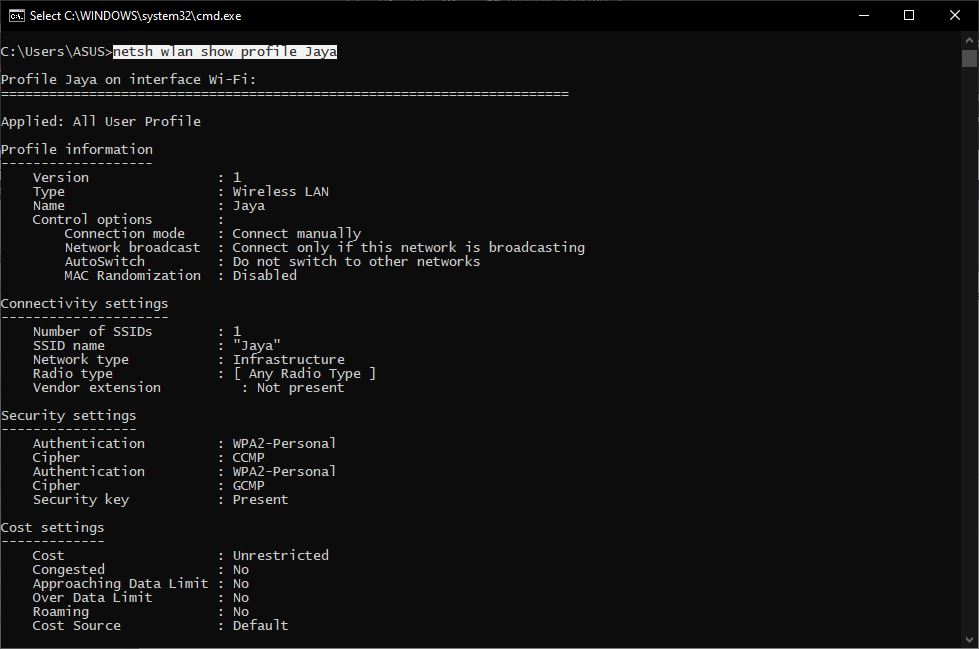 Select C:\WINDOWS\system32\cmd.exe
C:\Users\ASUS>netsh wlan show profile Jaya
Profile Jaya on interface Wi-Fi:
=======================================================================
Applied: All User Profile
Profile information
-------------------
Version : 1
Type : Wireless LAN
Name : Jaya
Control options :
Connection mode : Connect manually
Network broadcast : Connect only if this network is broadcasting
AutoSwitch : Do not switch to other networks
MAC Randomization : Disabled
Connectivity settings
---------------------
Number of SSIDs : 1
SSID name : "Jaya"
Network type : Infrastructure
Radio type : [ Any Radio Type ]
Vendor extension : Not present
Security settings
-----------------
Authentication : WPA2-Personal
Cipher : CCMP
Authentication : WPA2-Personal
Cipher : GCMP
Security key : Present
Cost settings
-------------
Cost : Unrestricted
Congested : No
Approaching Data Limit : No
Over Data Limit : No
Roaming : No
Cost Source : Default